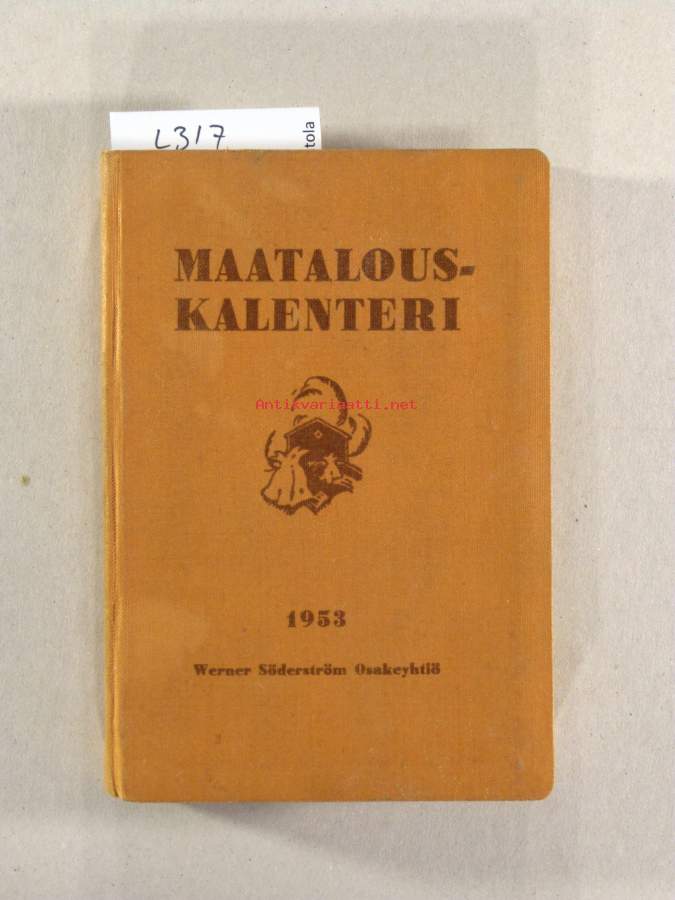 L317
tola
MAATALOUS-
KALENTERI
Antikvariaatti.net
1953
Werner Söderström Osakeyhtiö